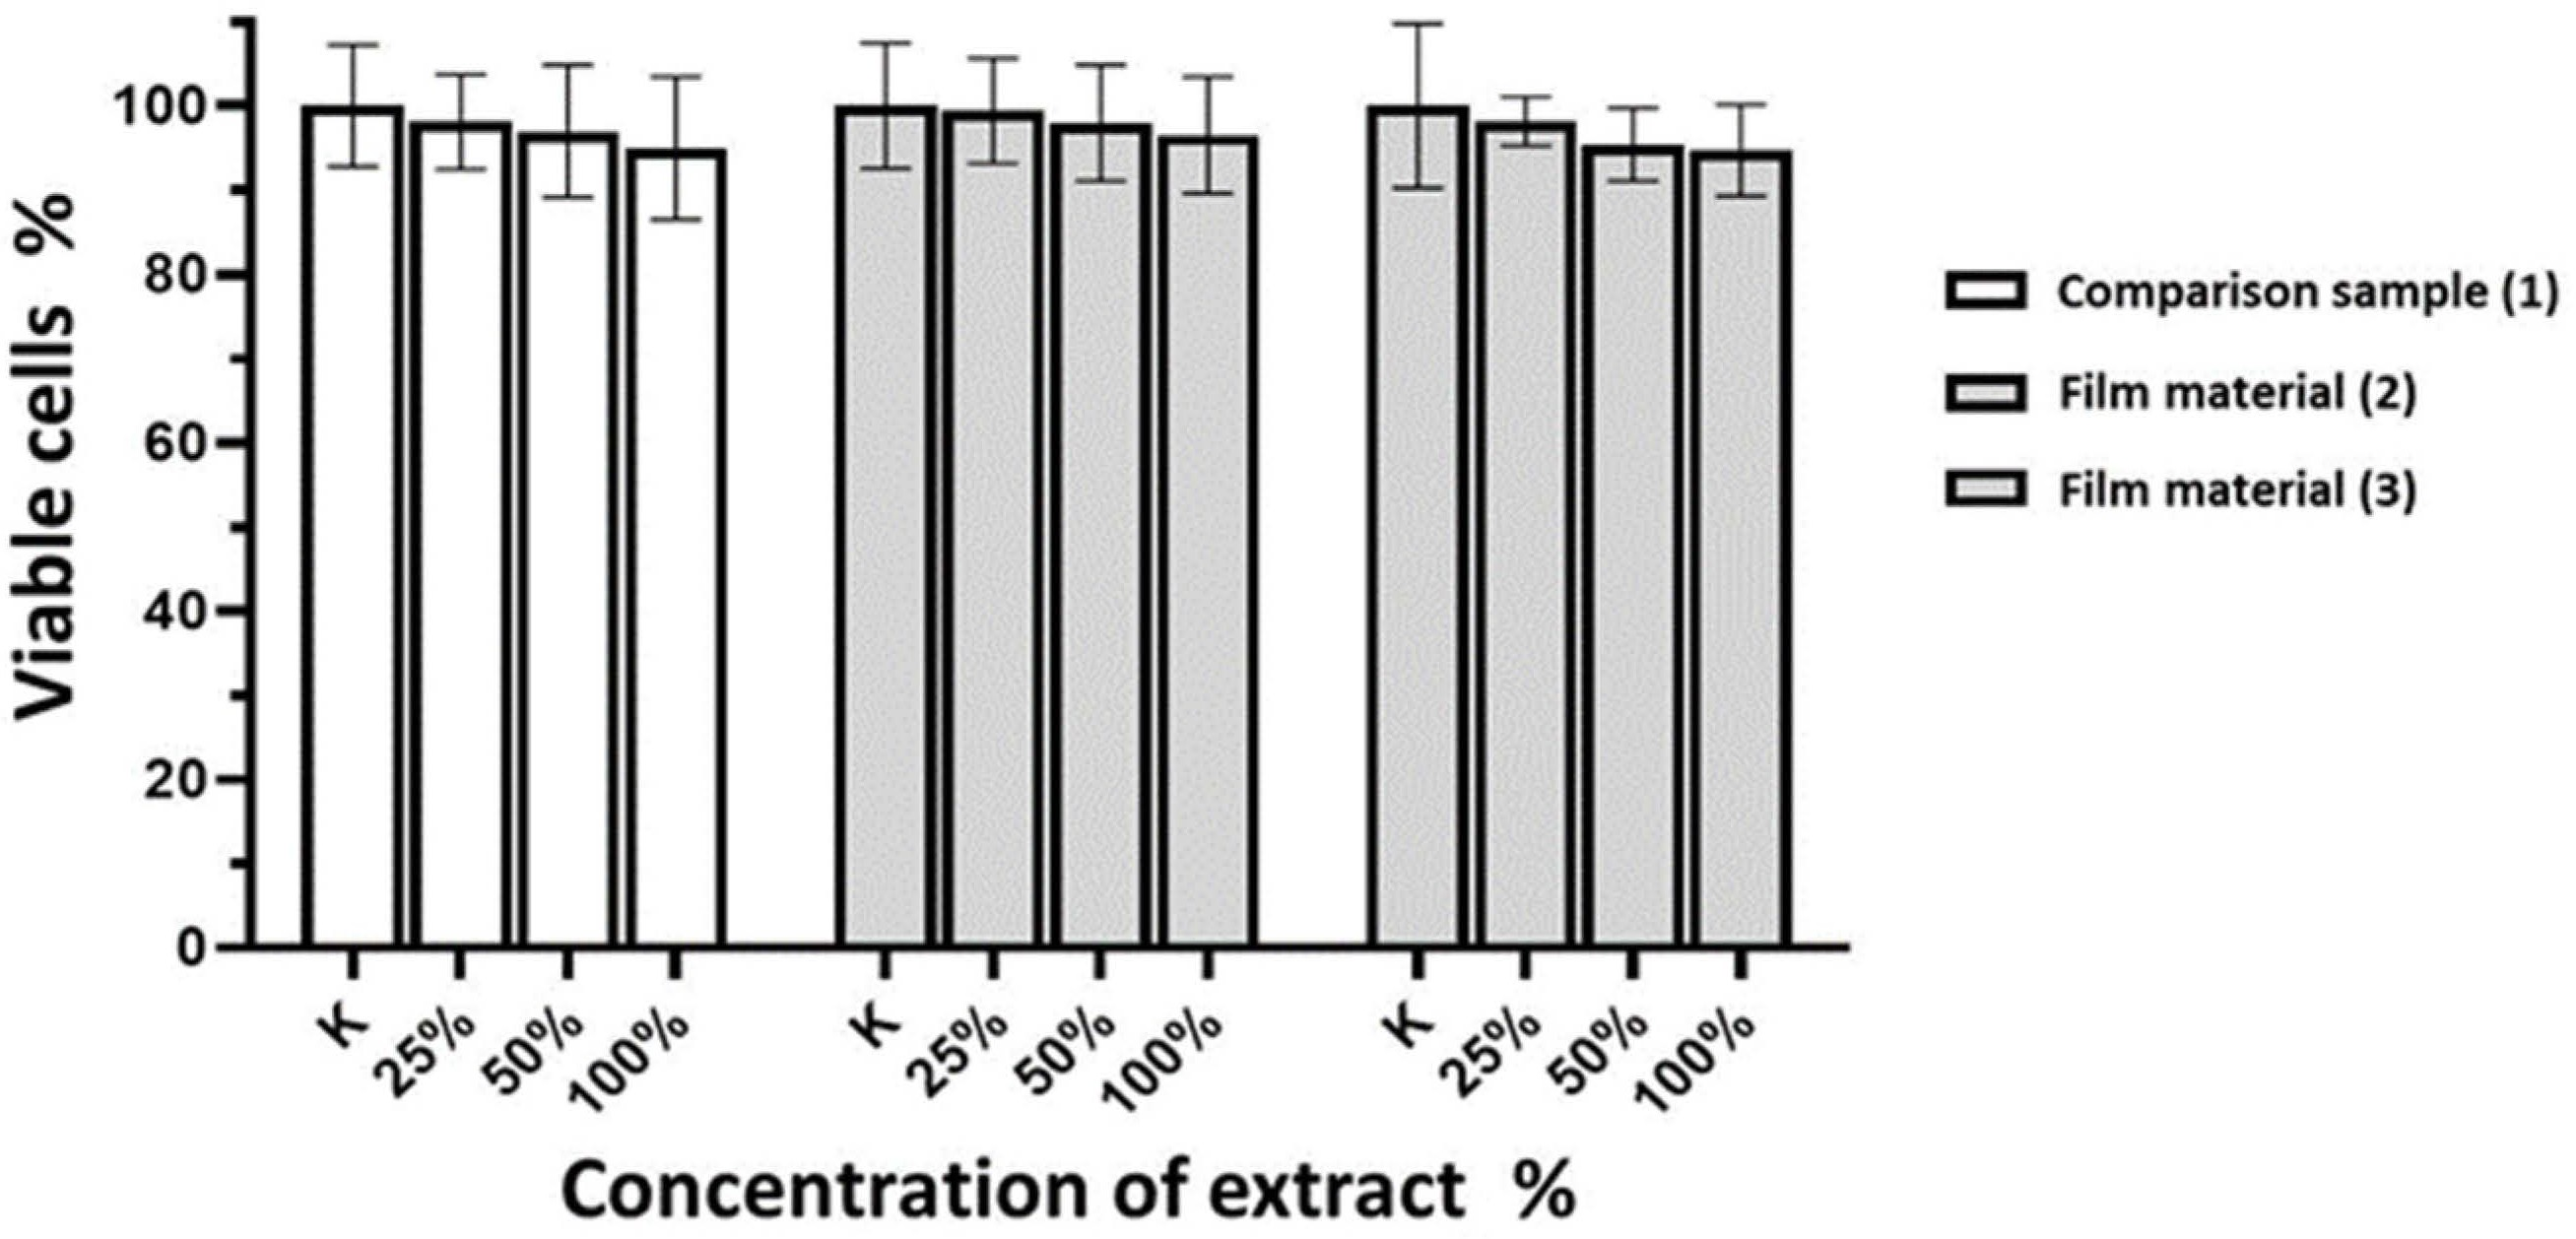 Viable cells %
100
80
60
40
20
0
K 25% 50% 100% K 25% 50% 100% K 25% 50% 100%
Concentration of extract %
Comparison sample (1)
Film material (2)
Film material (3)